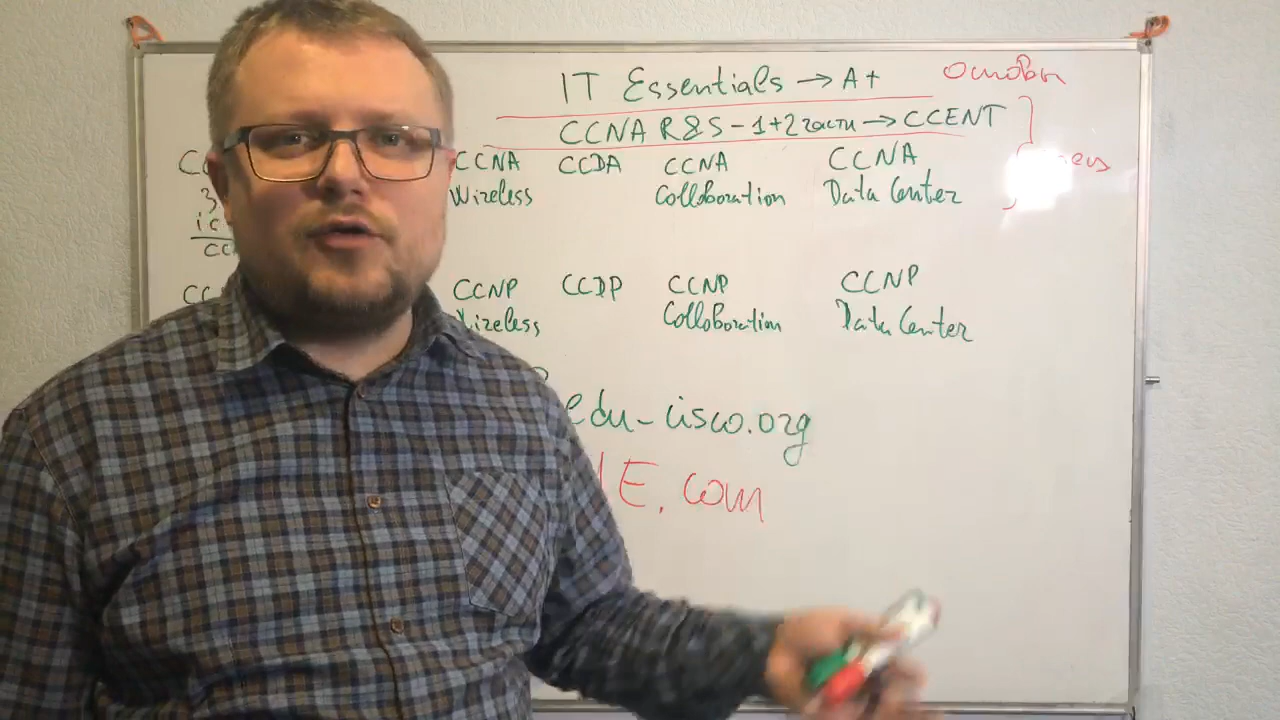 IT Essentials → A+ Основы
CCNA R&S - 1+2 части → CCENT
CCNA CCDA CCNA CCNA
Wireless Collaboration Data Center
CCNP CCDP CCNP CCNP
Wireless Collaboration Data Center
edu-cisco.org
E.com